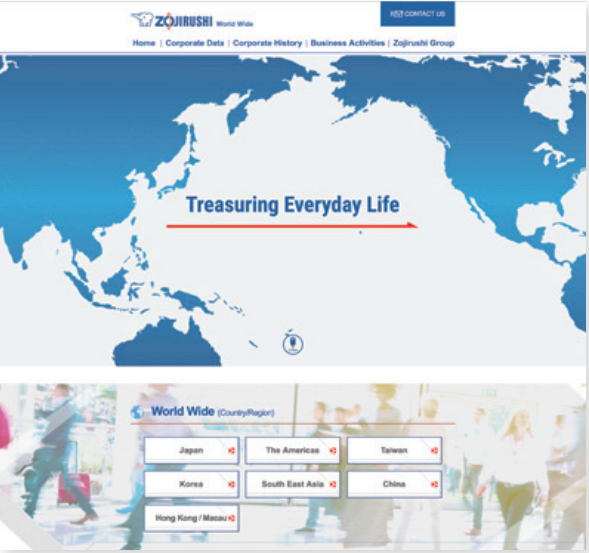 ZOJIRUSHI World Wide
CONTACT US
Home | Corporate Data | Corporate History | Business Activities | Zojirushi Group
Treasuring Everyday Life
World Wide (Country/Region)
Japan
The Americas
Taiwan
Korea
South East Asia
China
Hong Kong / Macau